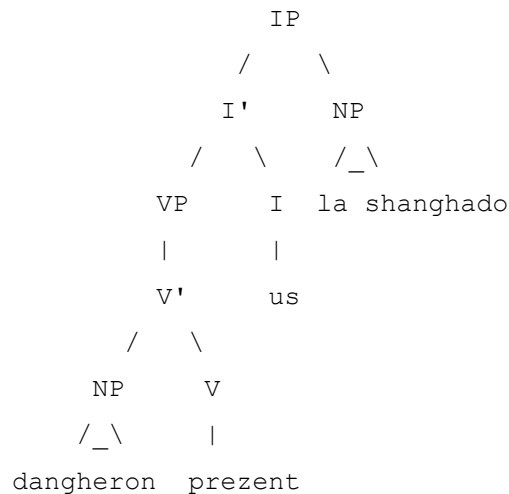 IP
/ \
I' NP
/ \ /_\
VP I la shanghado
| |
V' us
/ \
NP V
/_\ |
dangheron prezent